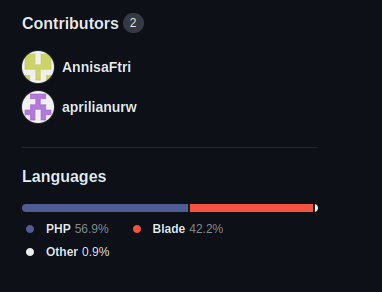 Contributors 2
AnnisaFtri
aprilianurw
Languages
PHP 56.9% Blade 42.2%
Other 0.9%